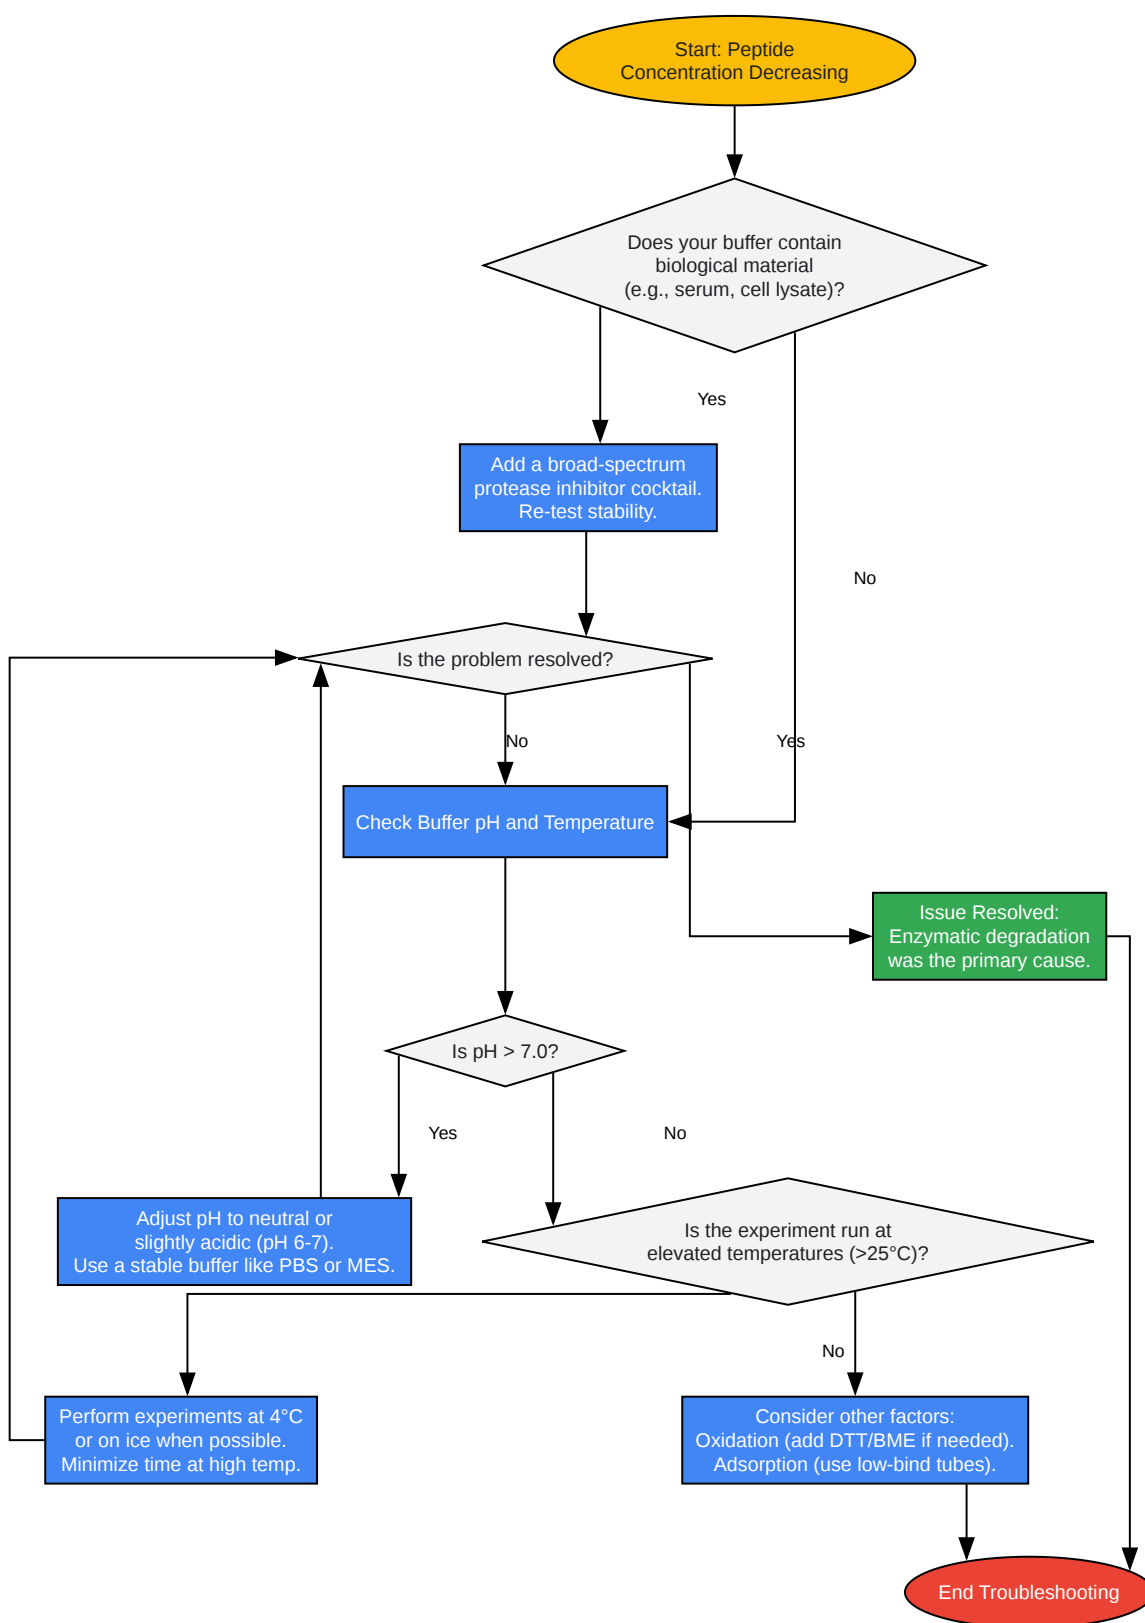 Start: Peptide
Concentration Decreasing
Does your buffer contain
biological material
(e.g., serum, cell lysate)?
Yes
Add a broad-spectrum
protease inhibitor cocktail.
Re-test stability.
No
Is the problem resolved?
No
Yes
Check Buffer pH and Temperature
Issue Resolved:
Enzymatic degradation
was the primary cause.
Is pH > 7.0?
Yes
No
Adjust pH to neutral or
slightly acidic (pH 6-7).
Use a stable buffer like PBS or MES.
Is the experiment run at
elevated temperatures (>25°C)?
No
Perform experiments at 4°C
or on ice when possible.
Minimize time at high temp.
Consider other factors:
Oxidation (add DTT/BME if needed).
Adsorption (use low-bind tubes).
End Troubleshooting